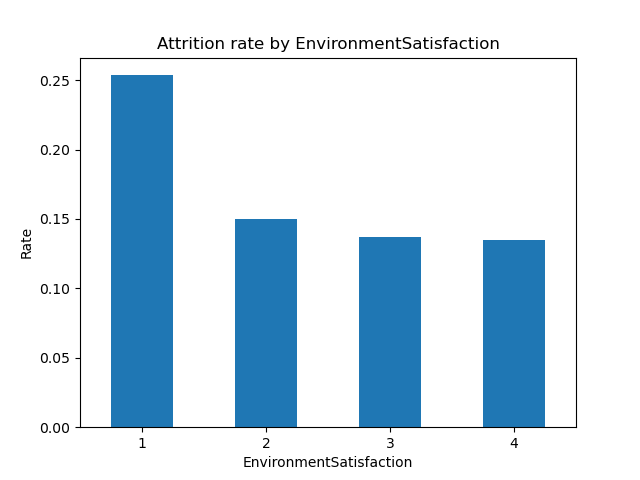 Attrition rate by EnvironmentSatisfaction
0.25
0.20
0.15
0.10
0.05
0.00
Rate
1 2 3 4
EnvironmentSatisfaction